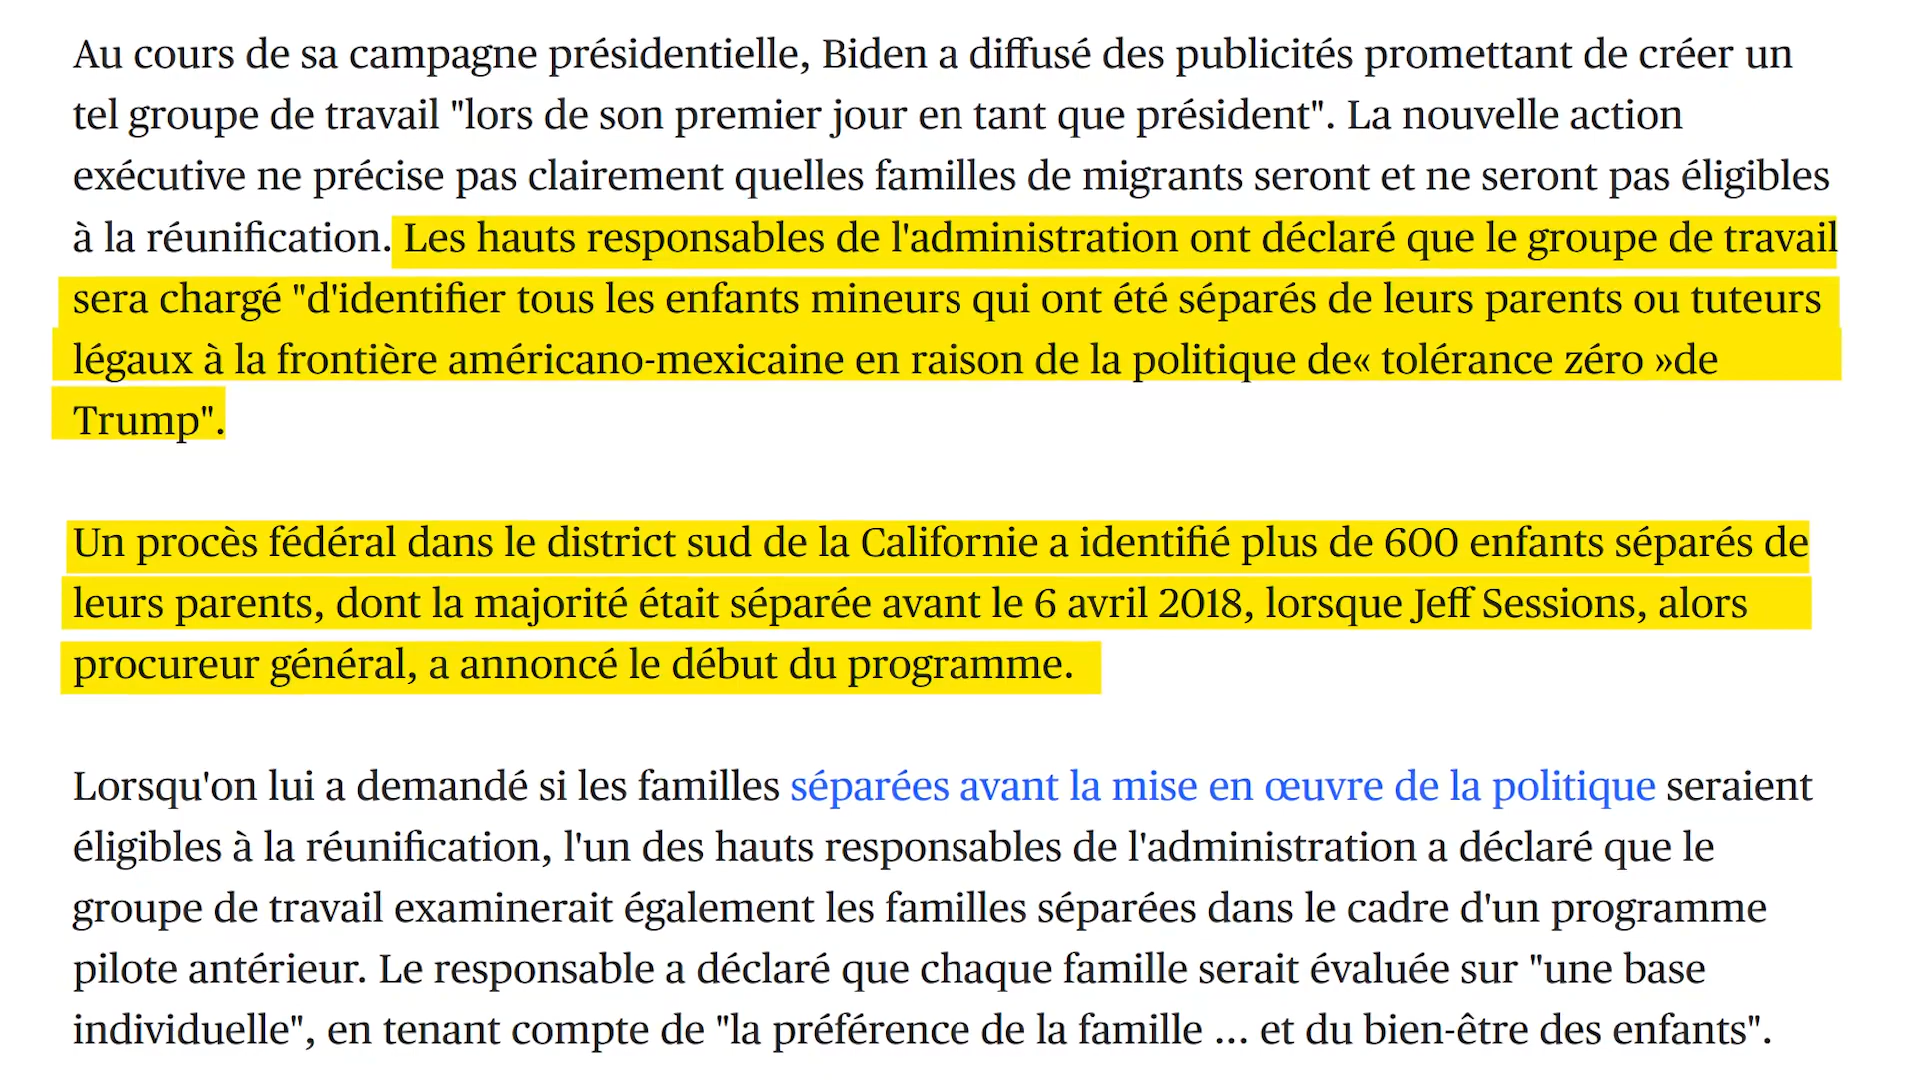 Au cours de sa campagne présidentielle, Biden a diffusé des publicités promettant de créer un
tel groupe de travail "lors de son premier jour en tant que président". La nouvelle action
exécutive ne précise pas clairement quelles familles de migrants seront et ne seront pas éligibles
à la réunification. Les hauts responsables de l'administration ont déclaré que le groupe de travail
sera chargé "d'identifier tous les enfants mineurs qui ont été séparés de leurs parents ou tuteurs
légaux à la frontière américano-mexicaine en raison de la politique de« tolérance zéro »de
Trump".
Un procès fédéral dans le district sud de la Californie a identifié plus de 600 enfants séparés de
leurs parents, dont la majorité était séparée avant le 6 avril 2018, lorsque Jeff Sessions, alors
procureur général, a annoncé le début du programme.
Lorsqu'on lui a demandé si les familles séparées avant la mise en œuvre de la politique seraient
éligibles à la réunification, l'un des hauts responsables de l'administration a déclaré que le
groupe de travail examinerait également les familles séparées dans le cadre d'un programme
pilote antérieur. Le responsable a déclaré que chaque famille serait évaluée sur "une base
individuelle", en tenant compte de "la préférence de la famille ... et du bien-être des enfants".